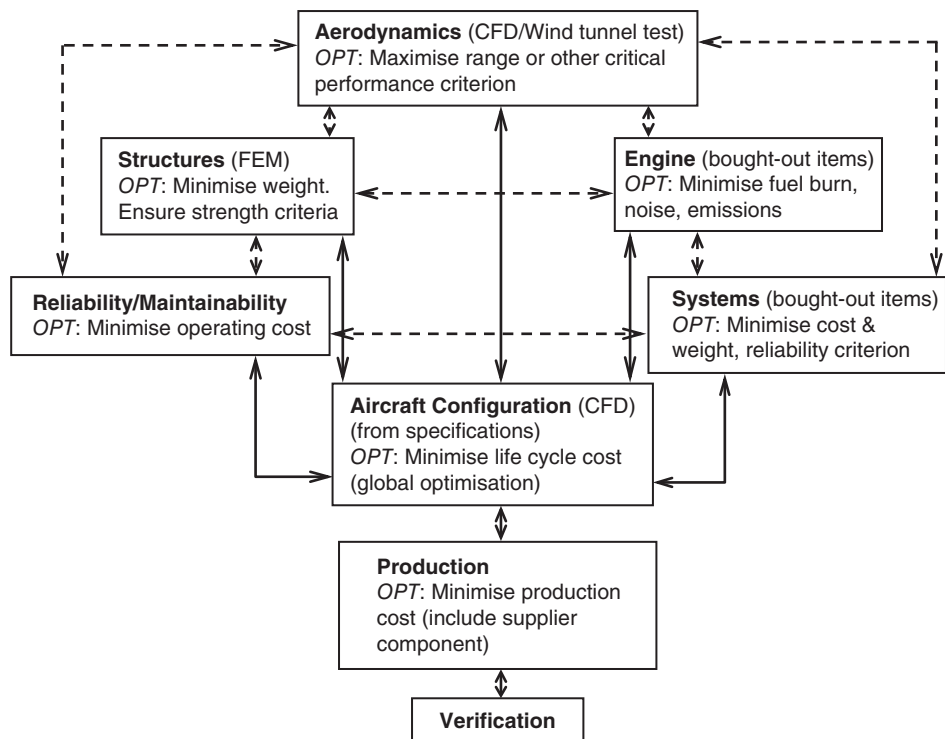 Aerodynamics (CFD/Wind tunnel test)
OPT: Maximise range or other critical
performance criterion
Structures (FEM)
OPT: Minimise weight.
Ensure strength criteria
Engine (bought-out items)
OPT: Minimise fuel burn,
noise, emissions
Reliability/Maintainability
OPT: Minimise operating cost
Systems (bought-out items)
OPT: Minimise cost &
weight, reliability criterion
Aircraft Configuration (CFD)
(from specifications)
OPT: Minimise life cycle cost
(global optimisation)
Production
OPT: Minimise production
cost (include supplier
component)
Verification